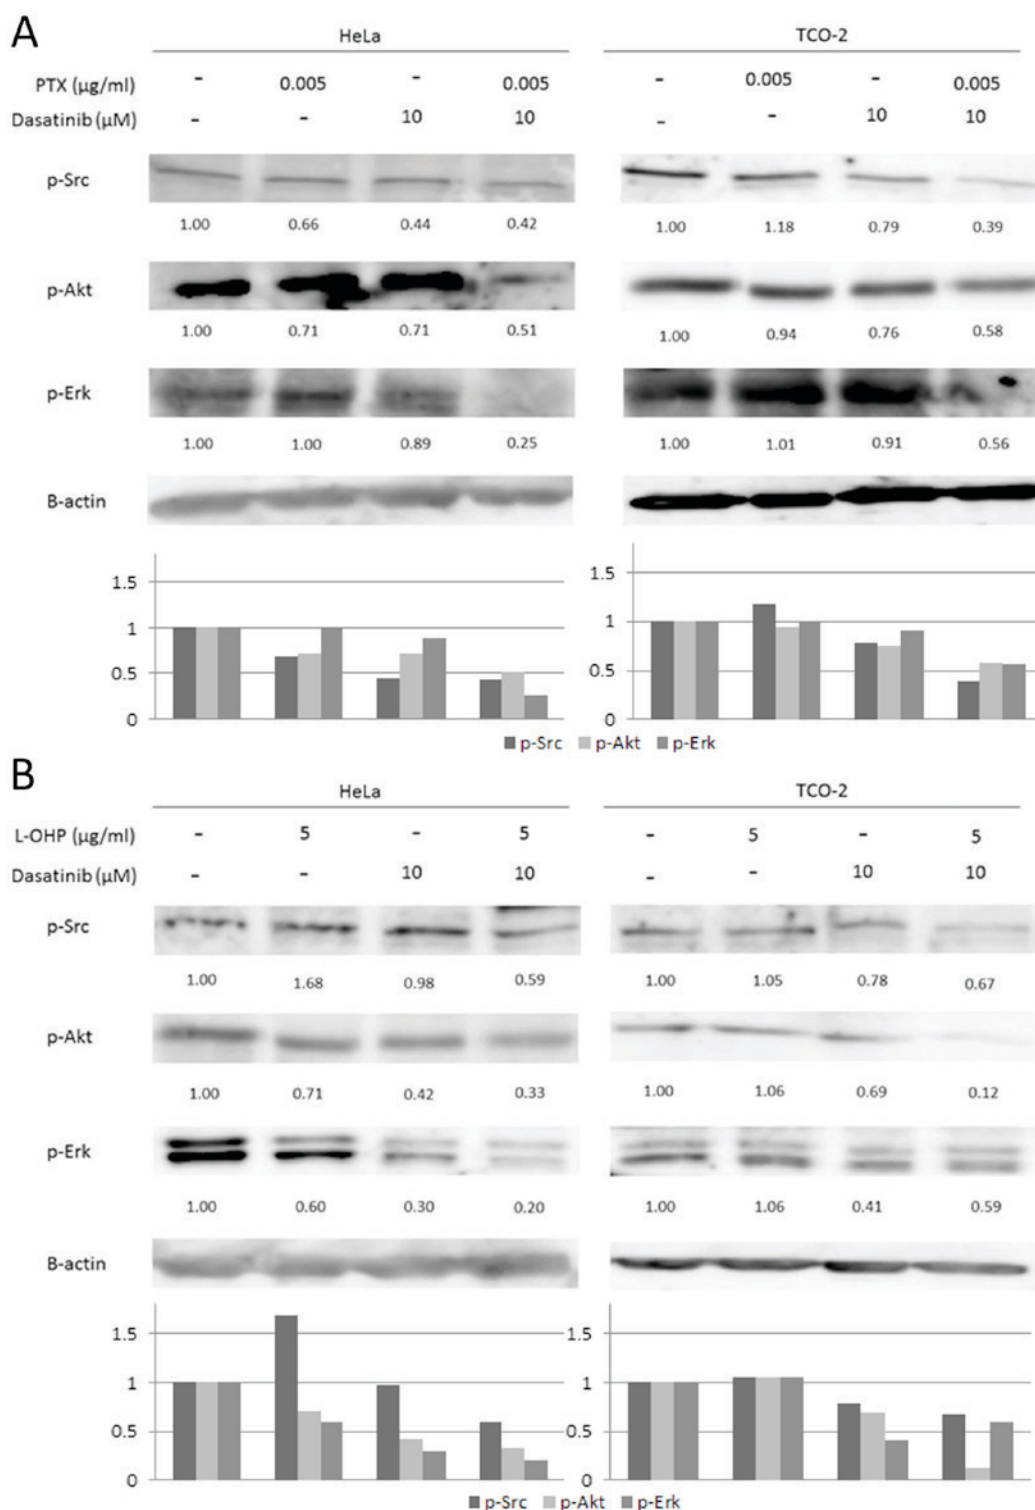 A
HeLa TCO-2
PTX (μg/ml) - 0.005 - 0.005 - 0.005 - 0.005
Dasatinib (μM) - - 10 10 - - 10 10
p-Src
1.00 0.66 0.44 0.42 1.00 1.18 0.79 0.39
p-Akt
1.00 0.71 0.71 0.51 1.00 0.94 0.76 0.58
p-Erk
1.00 1.00 0.89 0.25 1.00 1.01 0.91 0.56
B-actin
1.5 1.5
1 1
0.5 0.5
0 0
p-Src p-Akt p-Erk
B
HeLa TCO-2
L-OHP (μg/ml) - 5 - 5 - 5 - 5
Dasatinib (μM) - - 10 10 - - 10 10
p-Src
1.00 1.68 0.98 0.59 1.00 1.05 0.78 0.67
p-Akt
1.00 0.71 0.42 0.33 1.00 1.06 0.69 0.12
p-Erk
1.00 0.60 0.30 0.20 1.00 1.06 0.41 0.59
B-actin
1.5 1.5
1 1
0.5 0.5
0 0
p-Src p-Akt p-Erk